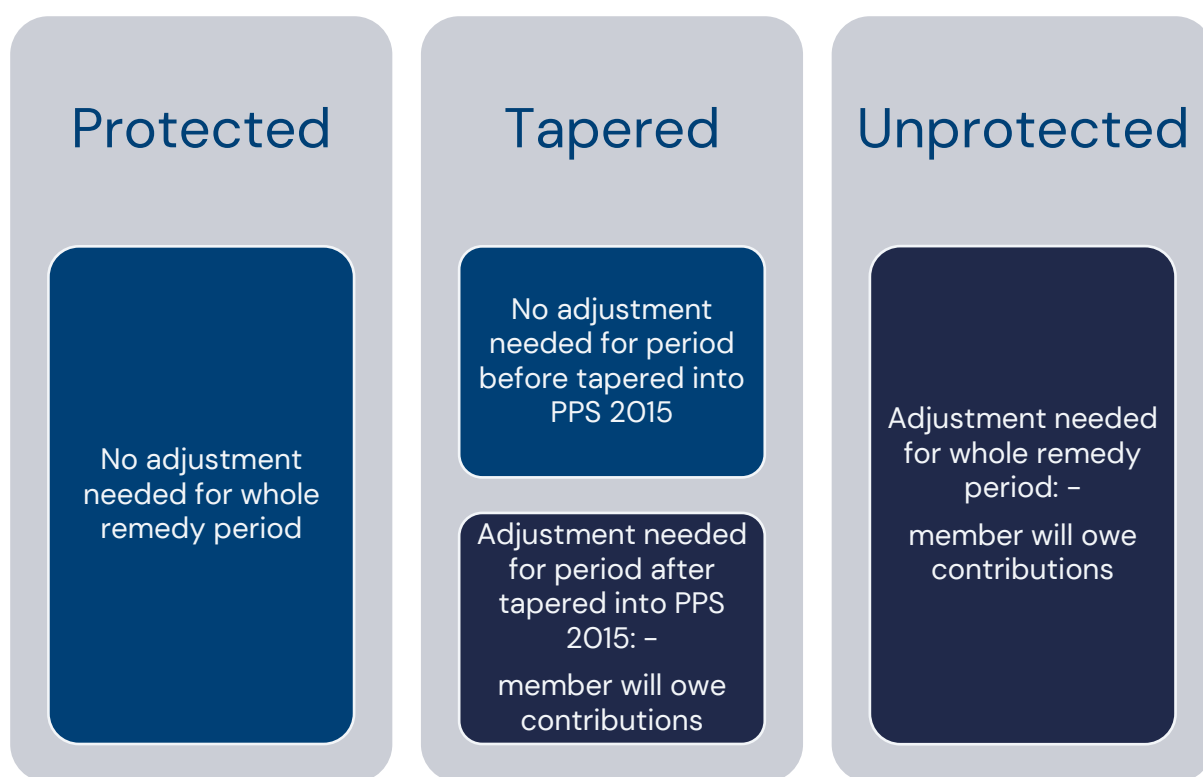 Protected
No adjustment
needed for whole
remedy period
Tapered
No adjustment
needed for period
before tapered into
PPS 2015
Adjustment needed
for period after
tapered into PPS
2015: -
member will owe
contributions
Unprotected
Adjustment needed
for whole remedy
period: -
member will owe
contributions